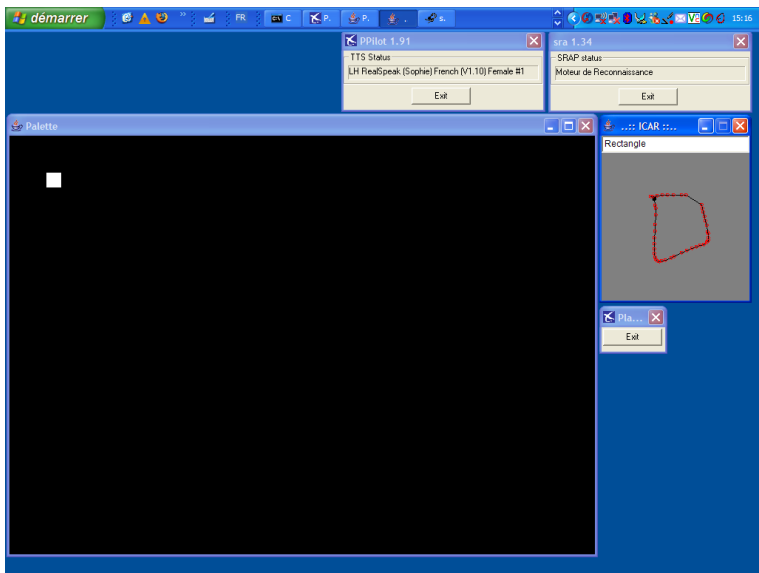 démarrer
»
FR
C:\ C
P.
P.
.
s.
15:16
PPilot 1.91
TTS Status
LH RealSpeak (Sophie) French (V1.10) Female #1
Exit
sra 1.34
SRAP status
Moteur de Reconnaissance
Exit
Palette
..:: ICAR ::..
Rectangle
Pla...
Exit